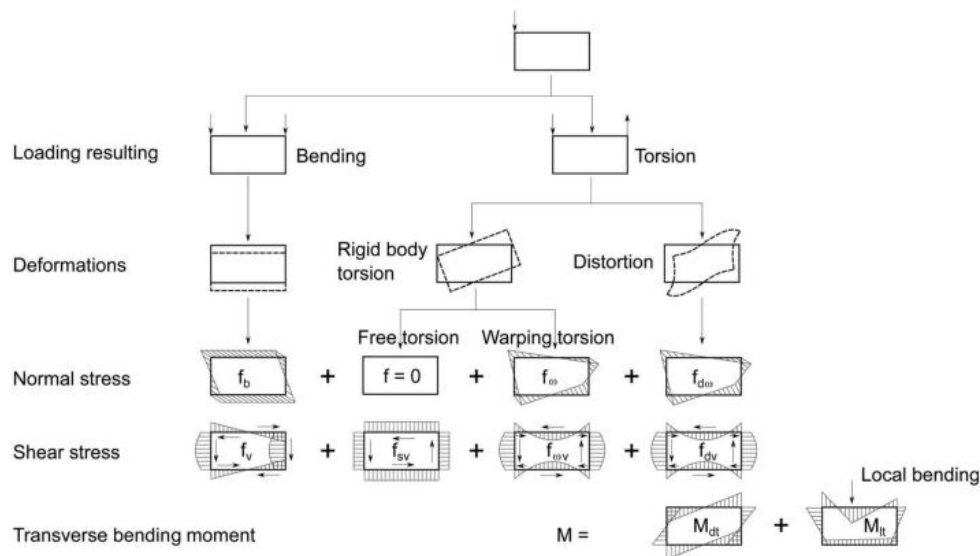 Loading resulting
Bending
Torsion
Deformations
Rigid body
torsion
Distortion
Free torsion
Warping torsion
Normal stress
f_b
+
f = 0
+
f_ω
+
f_dω
Shear stress
f_v
+
f_sv
+
f_ωv
+
f_dv
Local bending
Transverse bending moment
M =
M_dt
+
M_lt